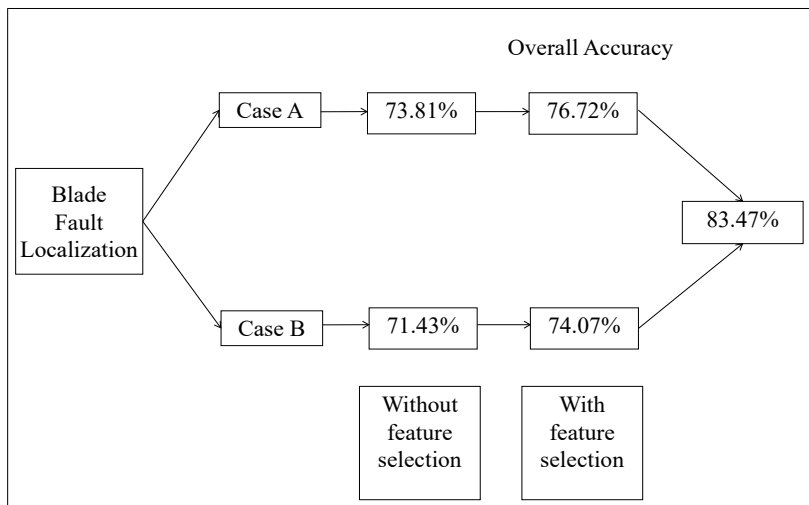 Overall Accuracy
Case A
73.81%
76.72%
Blade
Fault
Localization
83.47%
Case B
71.43%
74.07%
Without
feature
selection
With
feature
selection